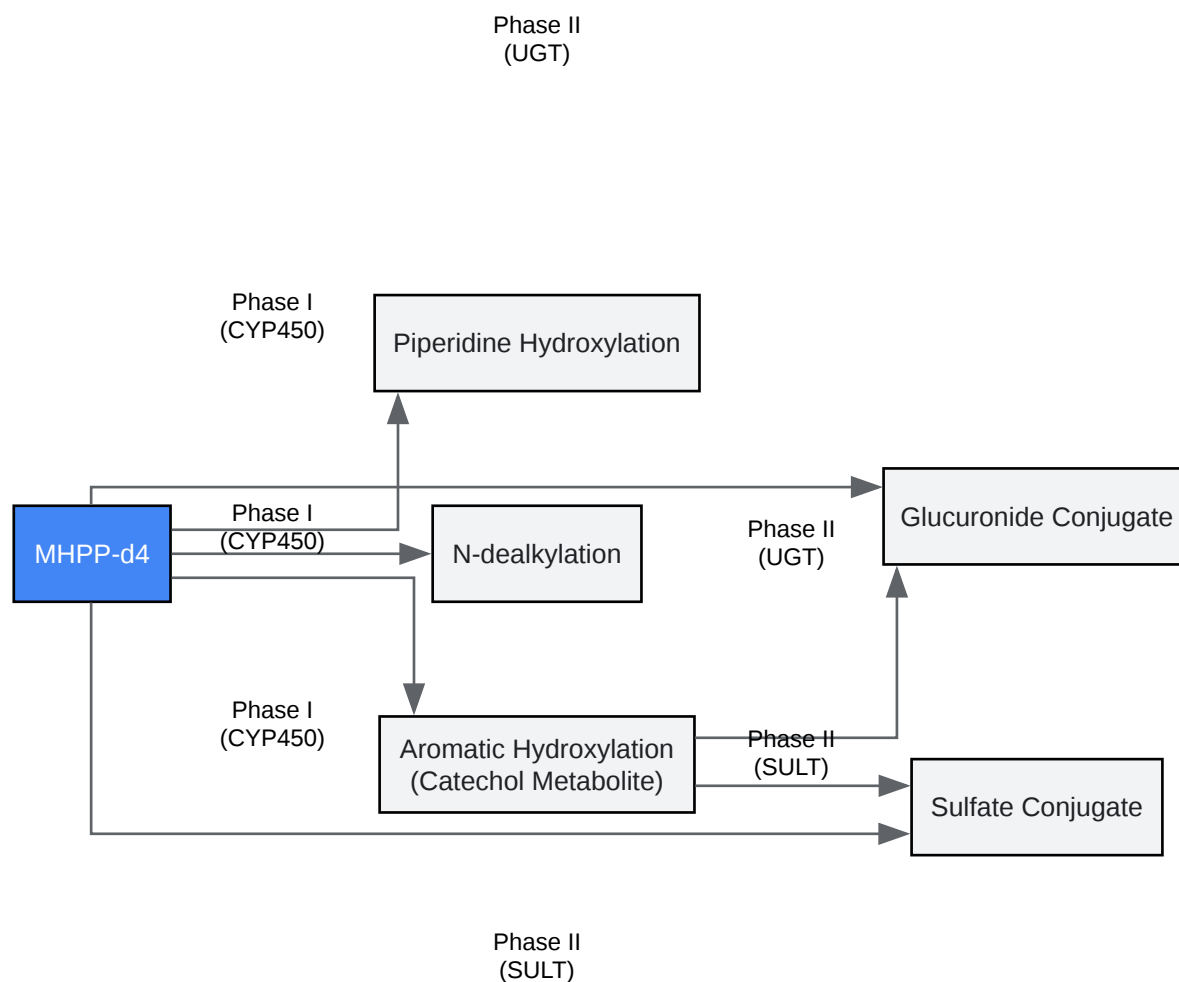 Phase II
(UGT)
Phase I
(CYP450)
Piperidine Hydroxylation
MHPP-d4
Phase I
(CYP450)
N-dealkylation
Phase II
(UGT)
Glucuronide Conjugate
Phase I
(CYP450)
Aromatic Hydroxylation
(Catechol Metabolite)
Phase II
(SULT)
Sulfate Conjugate
Phase II
(SULT)